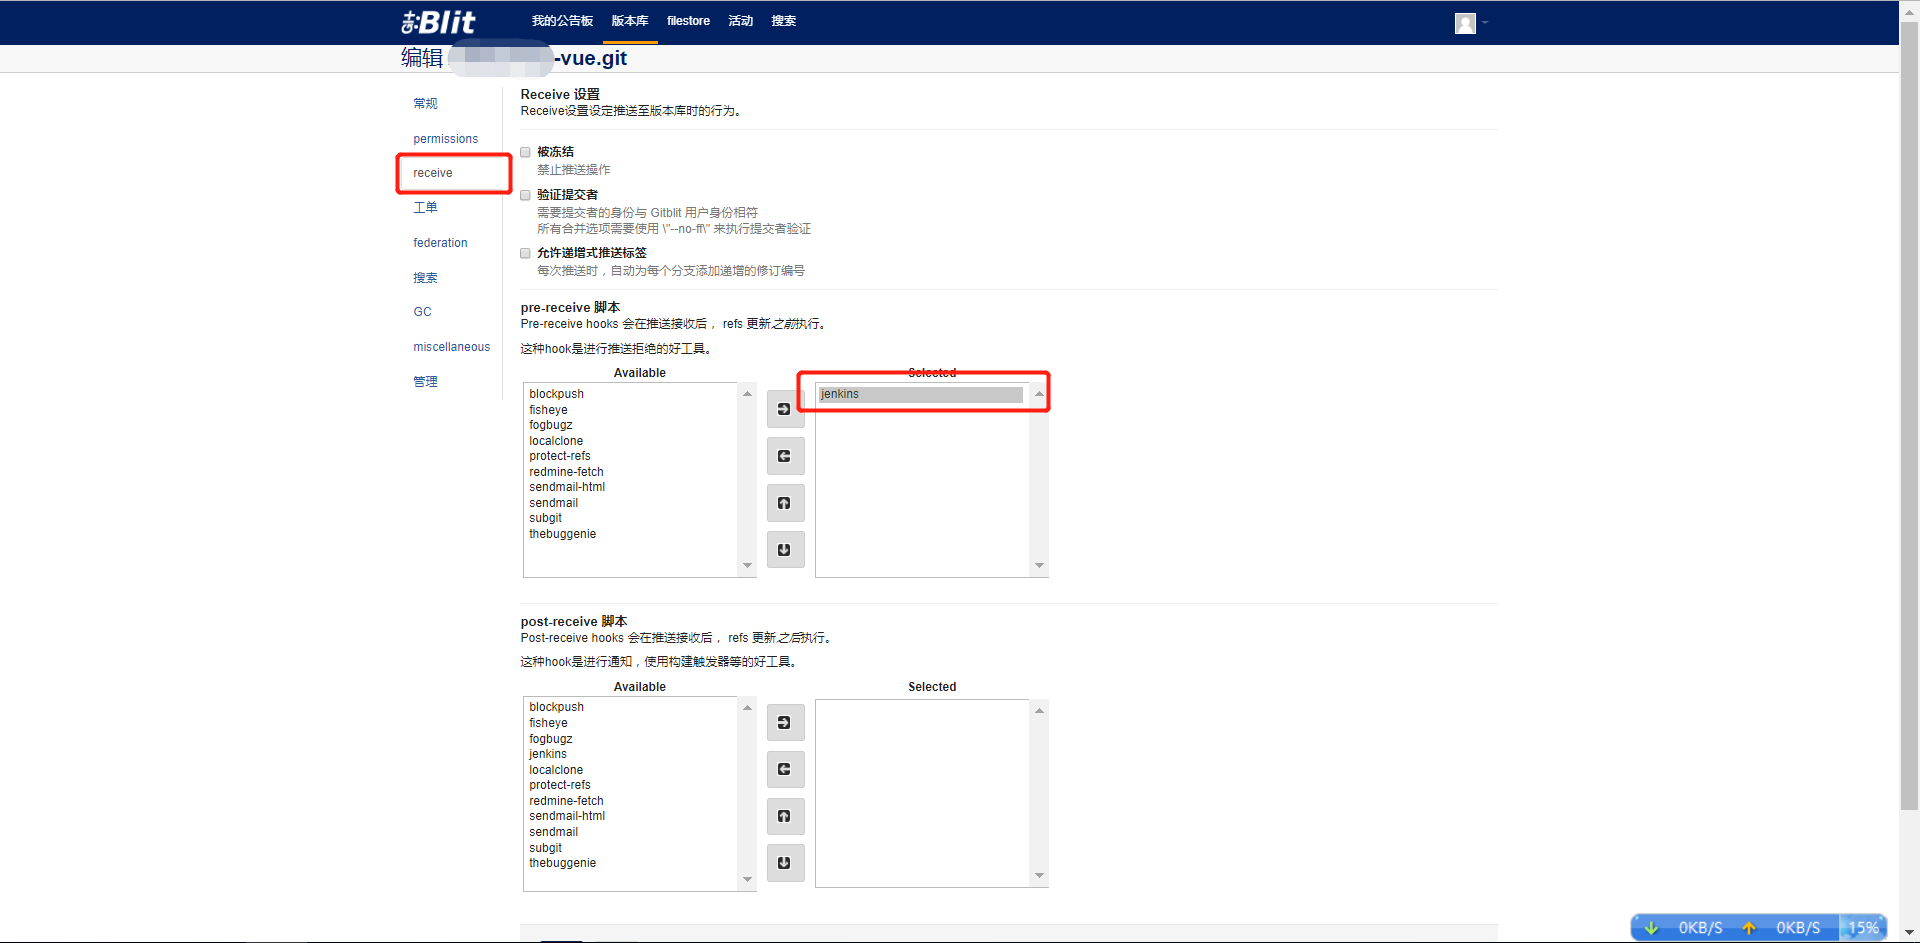 Blit 我的公告板 版本库 filestore 活动 搜索
编辑 -vue.git
常规
permissions
receive
工单
federation
搜索
GC
miscellaneous
管理
Receive 设置
Receive设置设定推送至版本库时的行为。
被冻结
禁止推送操作
验证提交者
需要提交者的身份与 Gitblit 用户身份相符
所有合并选项需要使用 \"--no-ff\" 来执行提交者验证
允许递增式推送标签
每次推送时，自动为每个分支添加递增的修订编号
pre-receive 脚本
Pre-receive hooks 会在推送接收后， refs 更新之前执行。
这种hook是进行推送拒绝的好工具。
Available
blockpush
fisheye
fogbugz
localclone
protect-refs
redmine-fetch
sendmail-html
sendmail
subgit
thebuggenie
Selected
jenkins
post-receive 脚本
Post-receive hooks 会在推送接收后， refs 更新之后执行。
这种hook是进行通知，使用构建触发器等的好工具。
Available
blockpush
fisheye
fogbugz
jenkins
localclone
protect-refs
redmine-fetch
sendmail-html
sendmail
subgit
thebuggenie
Selected
0KB/S 0KB/S 15%